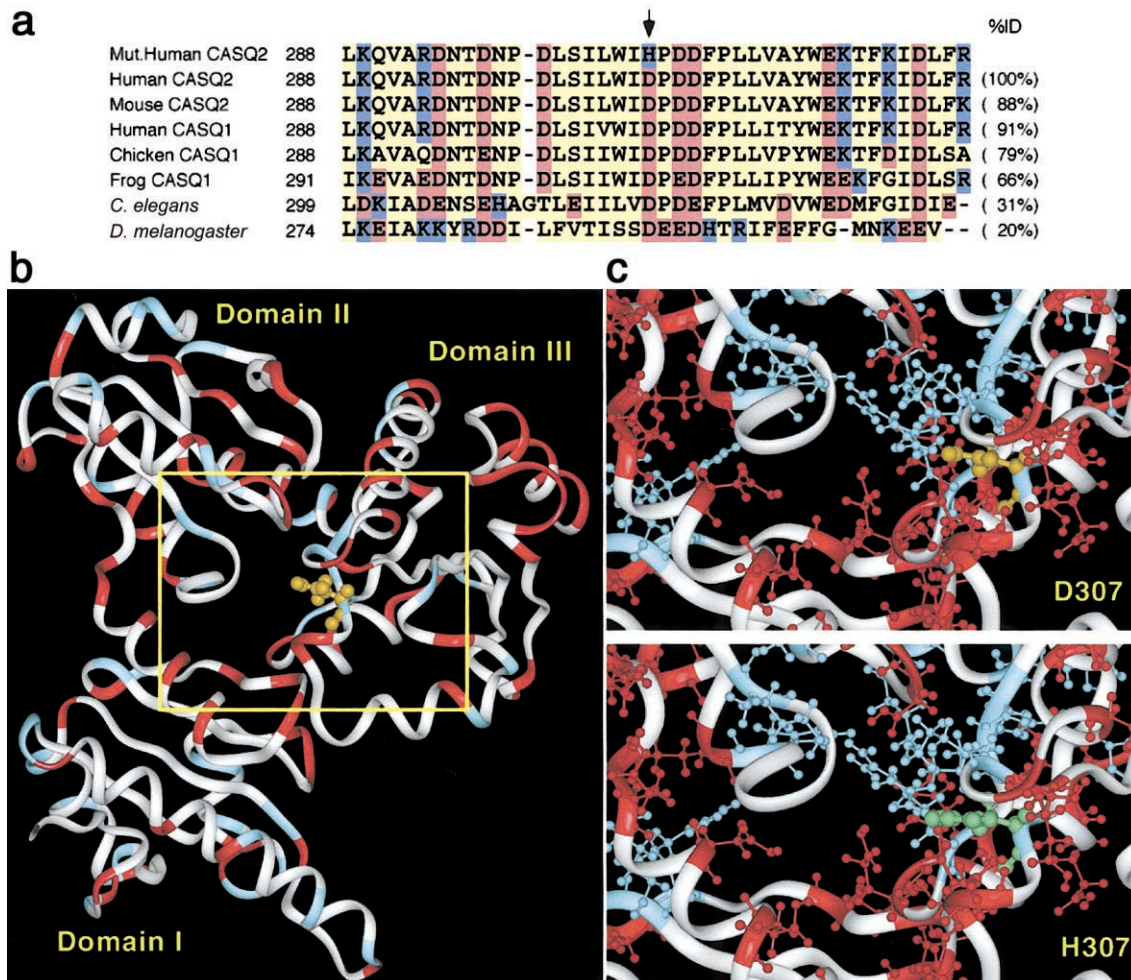 a
%ID
Mut.Human CASQ2 288 LKQVARDNTDNP-DLSILWIHPDDFPLLVAYWEKTFKIDLFR
Human CASQ2 288 LKQVARDNTDNP-DLSILWIDPDDFPLLVAYWEKTFKIDLFR (100%)
Mouse CASQ2 288 LKQVARDNTDNP-DLSILWIDPDDFPLLVAYWEKTFKIDLFK ( 88%)
Human CASQ1 288 LKQVARDNTDNP-DLSIVWIDPDDFPLLITYWEKTFKIDLFR ( 91%)
Chicken CASQ1 288 LKAVAQDNTENP-DLSIIWIDPDDFPLLVPYWEKTFDIDLSA ( 79%)
Frog CASQ1 291 IKEVAEDNTDNP-DLSIIWIDPEDFPLLIPYWEEKFGIDLSR ( 66%)
C. elegans 299 LDKIADENSEHAGTLEIILVDPDEFPLMVDVWEDMFGIDIE- ( 31%)
D. melanogaster 274 LKEIAKKYRDDI-LFVTISSDEEDHTRIFEFFG-MNKEEV-- ( 20%)
b
Domain II
Domain III
Domain I
c
D307
H307